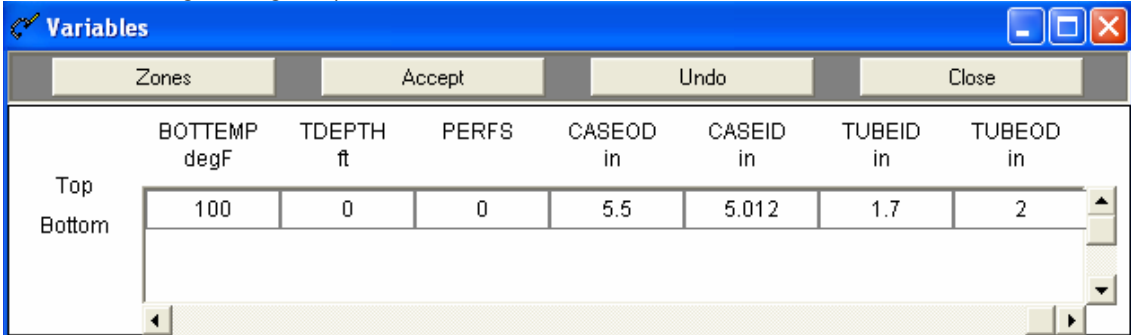 Variables
Zones Accept Undo Close
BOTTEMP TDEPTH PERFS CASEOD CASEID TUBEID TUBEOD
degF ft in in in in
Top
Bottom
100 0 0 5.5 5.012 1.7 2